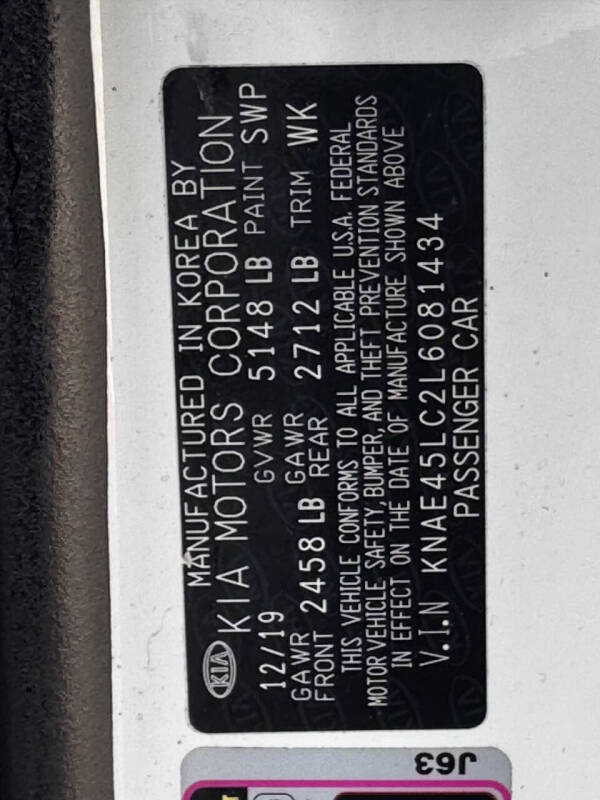 MANUFACTURED IN KOREA BY
KIA KIA MOTORS CORPORATION
12/19 GVWR 5148 LB PAINT SWP
GAWR FRONT 2458 LB GAWR REAR 2712 LB TRIM WK
THIS VEHICLE CONFORMS TO ALL APPLICABLE U.S.A. FEDERAL
MOTOR VEHICLE SAFETY, BUMPER, AND THEFT PREVENTION STANDARDS
IN EFFECT ON THE DATE OF MANUFACTURE SHOWN ABOVE
V.I.N KNAE45LC2L6081434
PASSENGER CAR
J63